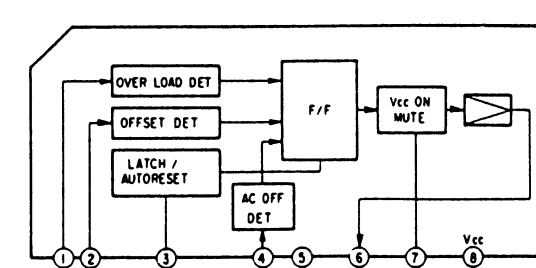 OVER LOAD DET
OFFSET DET
LATCH /
AUTORESET
F/F
Vcc ON
MUTE
AC OFF
DET
Vcc
1 2 3 4 5 6 7 8